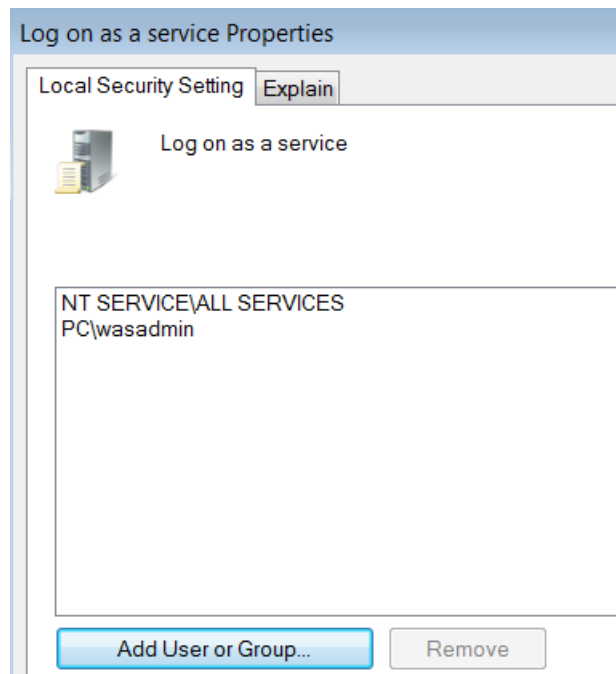 Log on as a service Properties
Local Security Setting
Explain
Log on as a service
NT SERVICE\ALL SERVICES
PC\wasadmin
Add User or Group...
Remove